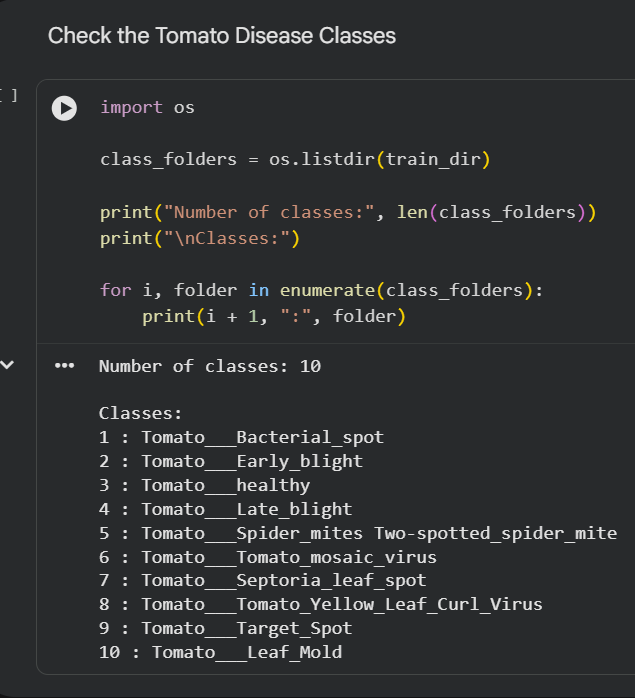 Check the Tomato Disease Classes
[ ]
import os
class_folders = os.listdir(train_dir)
print("Number of classes:", len(class_folders))
print("\nClasses:")
for i, folder in enumerate(class_folders):
    print(i + 1, ":", folder)
Number of classes: 10
Classes:
1 : Tomato___Bacterial_spot
2 : Tomato___Early_blight
3 : Tomato___healthy
4 : Tomato___Late_blight
5 : Tomato___Spider_mites Two-spotted_spider_mite
6 : Tomato___Tomato_mosaic_virus
7 : Tomato___Septoria_leaf_spot
8 : Tomato___Tomato_Yellow_Leaf_Curl_Virus
9 : Tomato___Target_Spot
10 : Tomato___Leaf_Mold